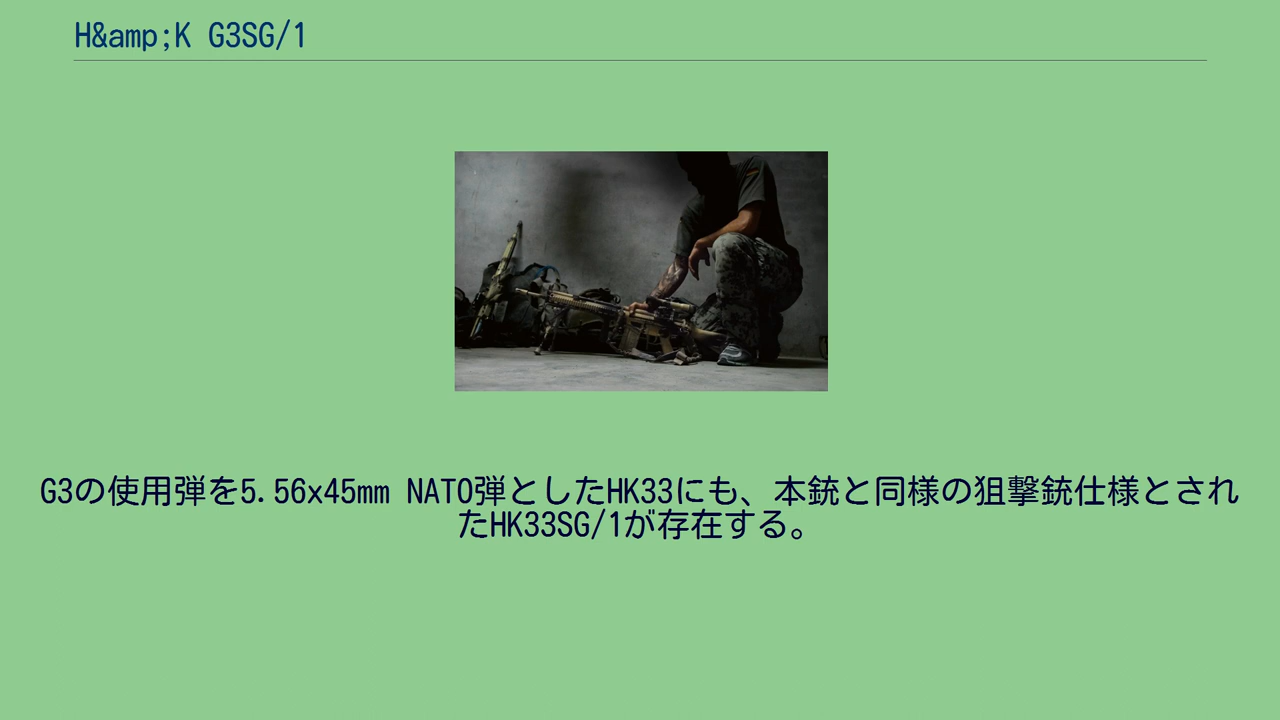 H&amp;K G3SG/1
G3の使用弾を5.56x45mm NATO弾としたHK33にも、本銃と同様の狙撃銃仕様とされ
たHK33SG/1が存在する。